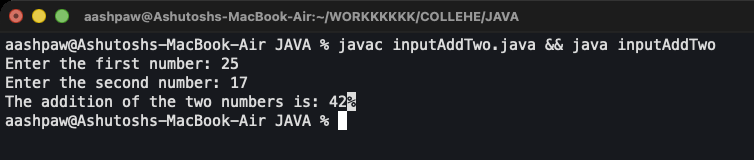 aashpaw@Ashutoshs-MacBook-Air:~/WORKKKKKK/COLLEHE/JAVA
aashpaw@Ashutoshs-MacBook-Air JAVA % javac inputAddTwo.java && java inputAddTwo
Enter the first number: 25
Enter the second number: 17
The addition of the two numbers is: 42%
aashpaw@Ashutoshs-MacBook-Air JAVA %